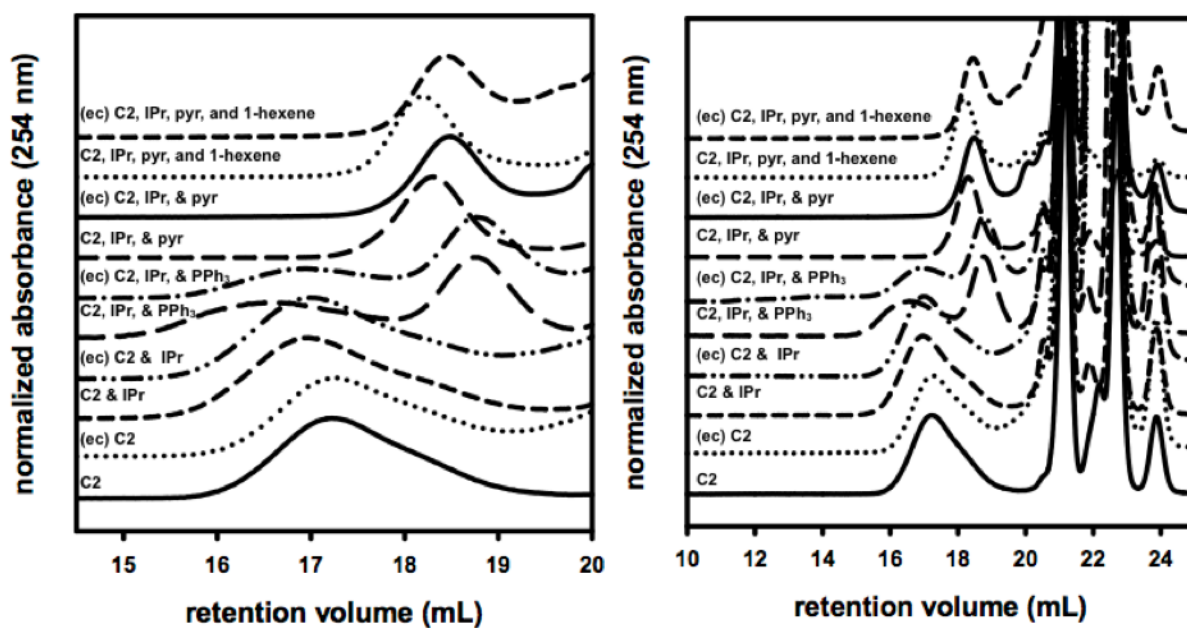 normalized absorbance (254 nm)
(ec) C2, IPr, pyr, and 1-hexene
C2, IPr, pyr, and 1-hexene
(ec) C2, IPr, & pyr
C2, IPr, & pyr
(ec) C2, IPr, & PPh₃
C2, IPr, & PPh₃
(ec) C2 & IPr
C2 & IPr
(ec) C2
C2
15 16 17 18 19 20
retention volume (mL)
normalized absorbance (254 nm)
(ec) C2, IPr, pyr, and 1-hexene
C2, IPr, pyr, and 1-hexene
(ec) C2, IPr, & pyr
C2, IPr, & pyr
(ec) C2, IPr, & PPh₃
C2, IPr, & PPh₃
(ec) C2 & IPr
C2 & IPr
(ec) C2
C2
10 12 14 16 18 20 22 24
retention volume (mL)